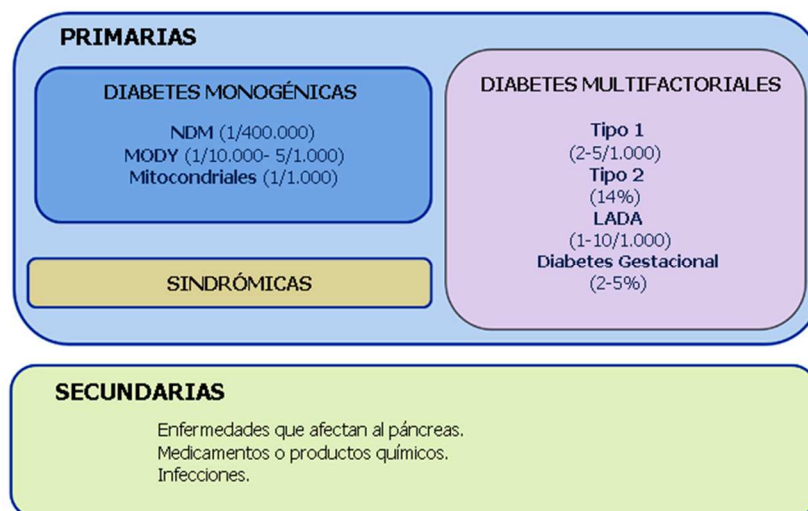 PRIMARIAS
DIABETES MONOGÉNICAS
NDM (1/400.000)
MODY (1/10.000- 5/1.000)
Mitocondriales (1/1.000)
SINDRÓMICAS
DIABETES MULTIFACTORIALES
Tipo 1
(2-5/1.000)
Tipo 2
(14%)
LADA
(1-10/1.000)
Diabetes Gestacional
(2-5%)
SECUNDARIAS
Enfermedades que afectan al páncreas.
Medicamentos o productos químicos.
Infecciones.